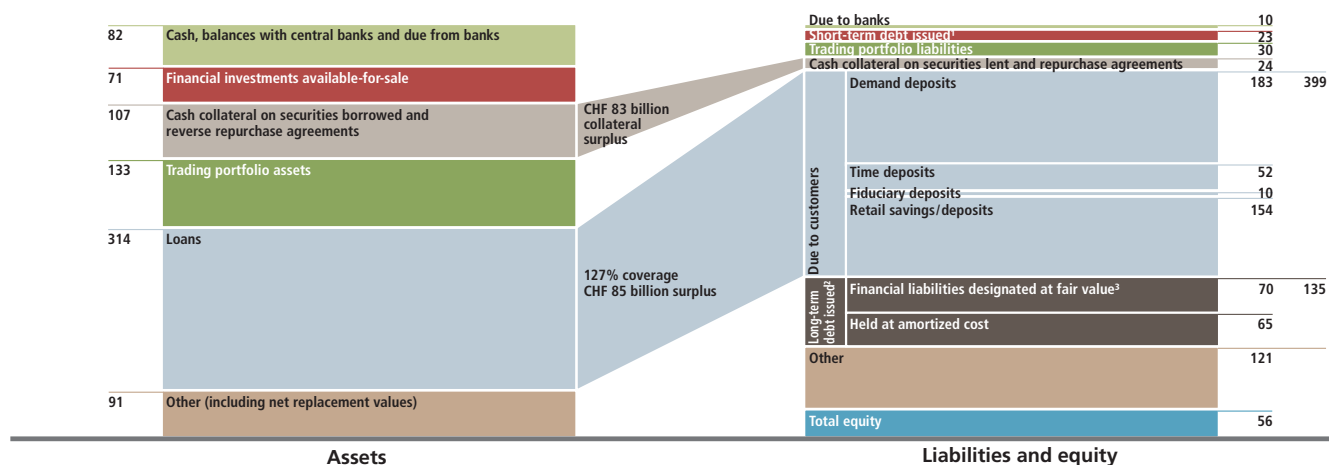 82 Cash, balances with central banks and due from banks
71 Financial investments available-for-sale
107 Cash collateral on securities borrowed and
reverse repurchase agreements
133 Trading portfolio assets
314 Loans
91 Other (including net replacement values)
CHF 83 billion
collateral
surplus
127% coverage
CHF 85 billion surplus
Due to banks 10
Short-term debt issued¹ 23
Trading portfolio liabilities 30
Cash collateral on securities lent and repurchase agreements 24
Due to customers
Demand deposits 183 399
Time deposits 52
Fiduciary deposits 10
Retail savings/deposits 154
Long-term
debt issued²
Financial liabilities designated at fair value³ 70 135
Held at amortized cost 65
Other 121
Total equity 56
Assets
Liabilities and equity